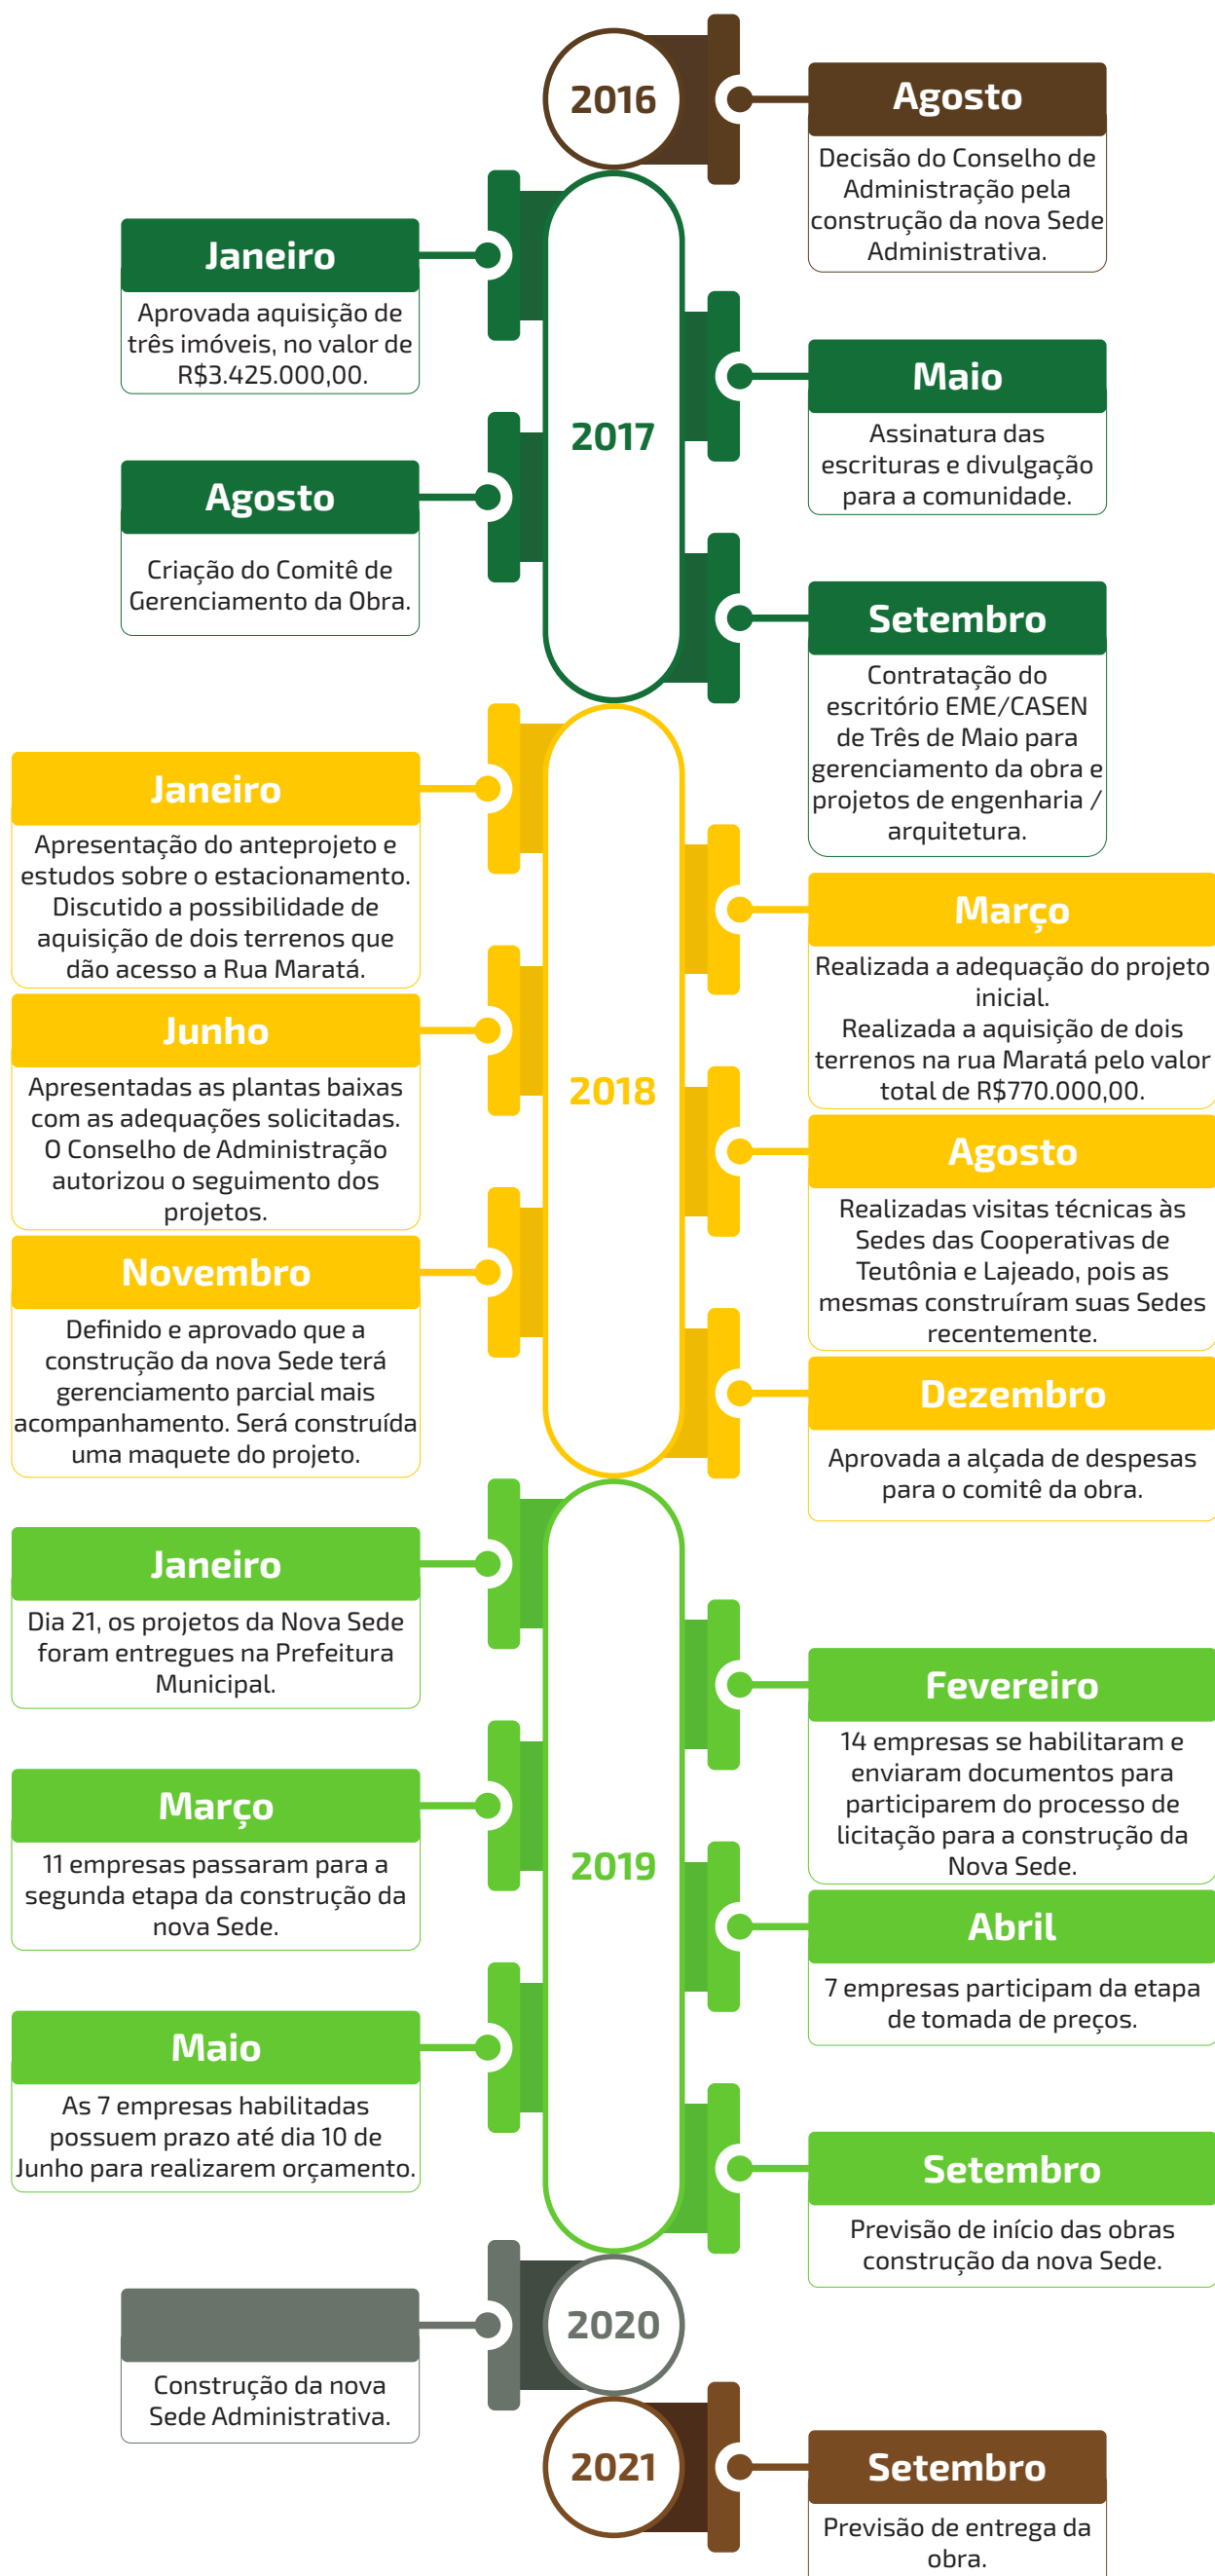 2016
Agosto
Decisão do Conselho de
Administração pela
construção da nova Sede
Administrativa.
2017
Janeiro
Aprovada aquisição de
três imóveis, no valor de
R$3.425.000,00.
Maio
Assinatura das
escrituras e divulgação
para a comunidade.
Agosto
Criação do Comitê de
Gerenciamento da Obra.
Setembro
Contratação do
escritório EME/CASEN
de Três de Maio para
gerenciamento da obra e
projetos de engenharia /
arquitetura.
2018
Janeiro
Apresentação do anteprojeto e
estudos sobre o estacionamento.
Discutido a possibilidade de
aquisição de dois terrenos que
dão acesso a Rua Maratá.
Março
Realizada a adequação do projeto
inicial.
Realizada a aquisição de dois
terrenos na rua Maratá pelo valor
total de R$770.000,00.
Junho
Apresentadas as plantas baixas
com as adequações solicitadas.
O Conselho de Administração
autorizou o seguimento dos
projetos.
Agosto
Realizadas visitas técnicas às
Sedes das Cooperativas de
Teutônia e Lajeado, pois as
mesmas construíram suas Sedes
recentemente.
Novembro
Definido e aprovado que a
construção da nova Sede terá
gerenciamento parcial mais
acompanhamento. Será construída
uma maquete do projeto.
Dezembro
Aprovada a alçada de despesas
para o comitê da obra.
2019
Janeiro
Dia 21, os projetos da Nova Sede
foram entregues na Prefeitura
Municipal.
Fevereiro
14 empresas se habilitaram e
enviaram documentos para
participarem do processo de
licitação para a construção da
Nova Sede.
Março
11 empresas passaram para a
segunda etapa da construção da
nova Sede.
Abril
7 empresas participam da etapa
de tomada de preços.
Maio
As 7 empresas habilitadas
possuem prazo até dia 10 de
Junho para realizarem orçamento.
Setembro
Previsão de início das obras
construção da nova Sede.
2020
Construção da nova
Sede Administrativa.
2021
Setembro
Previsão de entrega da
obra.